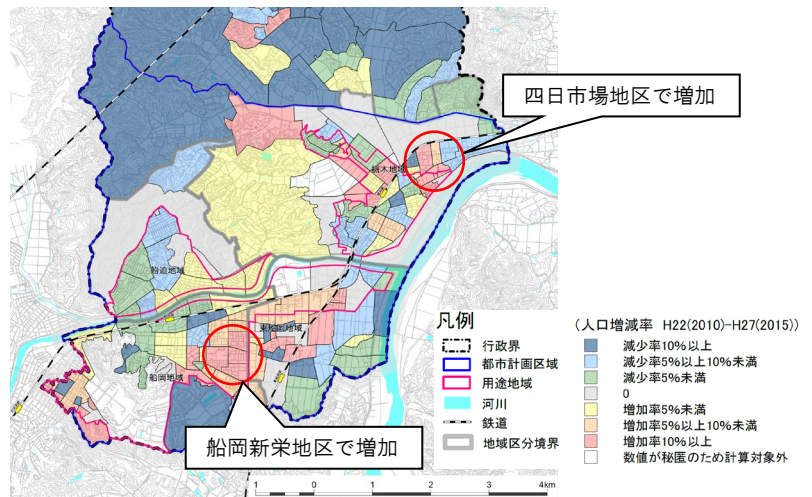 四日市場地区で増加
槻木地域
船迫地域
東船岡地域
船岡地域
船岡新栄地区で増加
凡例
行政界
都市計画区域
用途地域
河川
鉄道
地域区分境界
(人口増減率 H22(2010)-H27(2015))
減少率10%以上
減少率5%以上10%未満
減少率5%未満
0
増加率5%未満
増加率5%以上10%未満
増加率10%以上
数値が秘匿のため計算対象外
1 0 1 2 3 4km